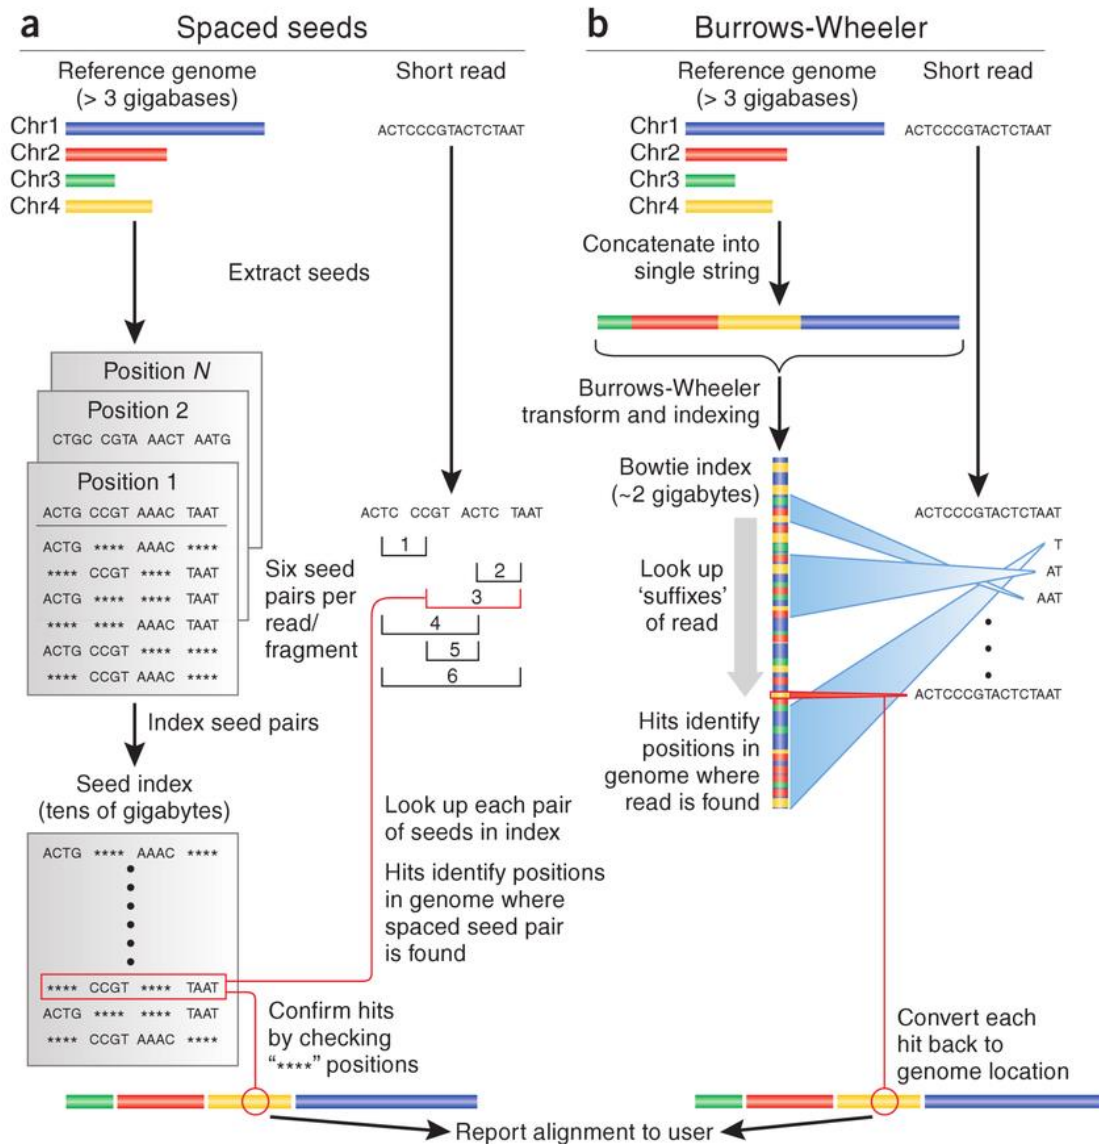 a Spaced seeds
Reference genome
(> 3 gigabases)
Short read
Chr1
ACTCCCGTACTCTAAT
Chr2
Chr3
Chr4
Extract seeds
Position N
Position 2
CTGC CCGTA AACT AATG
Position 1
ACTG CCGT AAAC TAAT
ACTG **** AAAC ****
**** CCGT **** TAAT
ACTG **** **** TAAT
**** **** AAAC TAAT
ACTG CCGT **** ****
**** CCGT AAAC ****
ACTC CCGT ACTC TAAT
1
2
3
4
5
6
Six seed
pairs per
read/
fragment
Index seed pairs
Seed index
(tens of gigabytes)
ACTG **** AAAC ****
**** CCGT **** TAAT
ACTG **** **** TAAT
**** CCGT AAAC ****
Look up each pair
of seeds in index
Hits identify positions
in genome where
spaced seed pair
is found
Confirm hits
by checking
“****” positions
b Burrows-Wheeler
Reference genome
(> 3 gigabases)
Short read
Chr1
ACTCCCGTACTCTAAT
Chr2
Chr3
Chr4
Concatenate into
single string
Burrows-Wheeler
transform and indexing
Bowtie index
(~2 gigabytes)
ACTCCCGTACTCTAAT
T
AT
AAT
Look up
‘suffixes’
of read
ACTCCCGTACTCTAAT
Hits identify
positions in
genome where
read is found
Convert each
hit back to
genome location
Report alignment to user